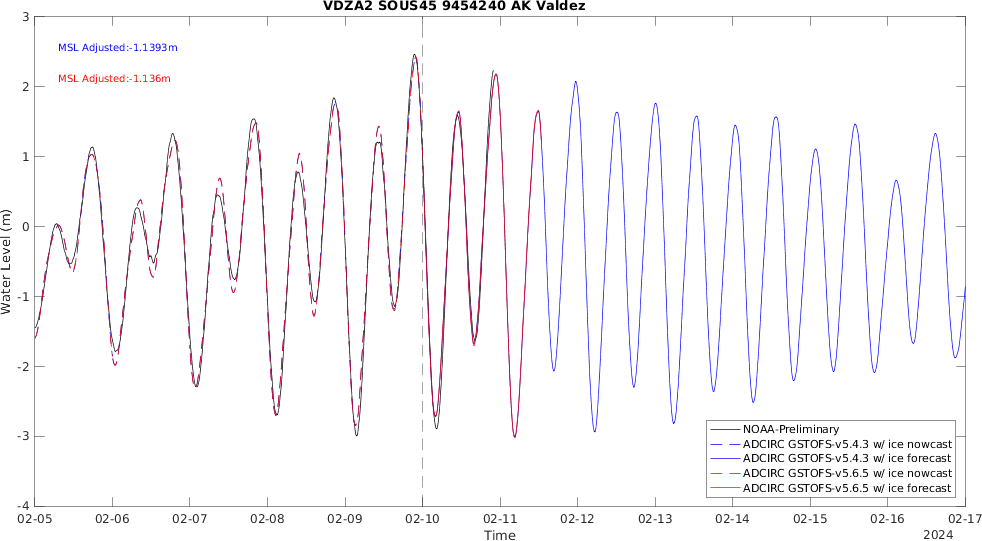 VDZA2 SOUS45 9454240 AK Valdez
MSL Adjusted:-1.1393m
MSL Adjusted:-1.136m
3
2
1
0
-1
-2
-3
-4
Water Level (m)
NOAA-Preliminary
ADCIRC GSTOFS-v5.4.3 w/ ice nowcast
ADCIRC GSTOFS-v5.4.3 w/ ice forecast
ADCIRC GSTOFS-v5.6.5 w/ ice nowcast
ADCIRC GSTOFS-v5.6.5 w/ ice forecast
02-05 02-06 02-07 02-08 02-09 02-10 02-11 02-12 02-13 02-14 02-15 02-16 02-17
Time
2024